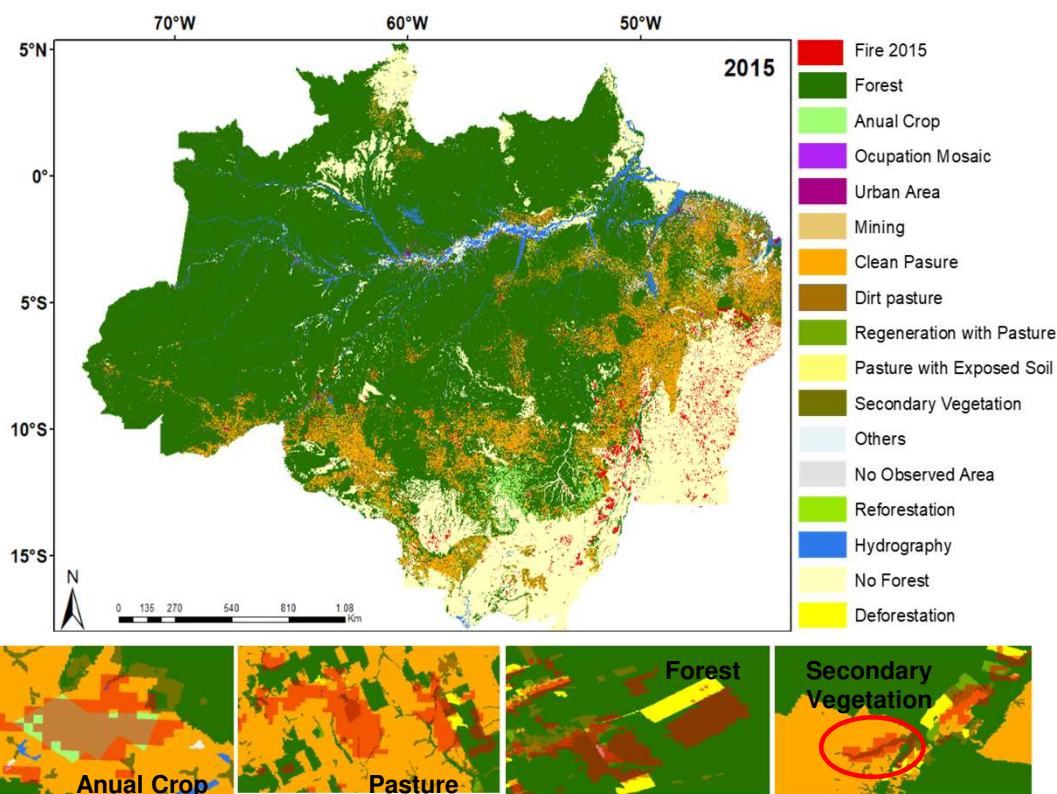 70°W 60°W 50°W
5°N
0°
5°S
10°S
15°S
2015
N
0 135 270 540 810 1.08
Km
Fire 2015
Forest
Anual Crop
Ocupation Mosaic
Urban Area
Mining
Clean Pasure
Dirt pasture
Regeneration with Pasture
Pasture with Exposed Soil
Secondary Vegetation
Others
No Observed Area
Reforestation
Hydrography
No Forest
Deforestation
Anual Crop
Pasture
Forest
Secondary
Vegetation